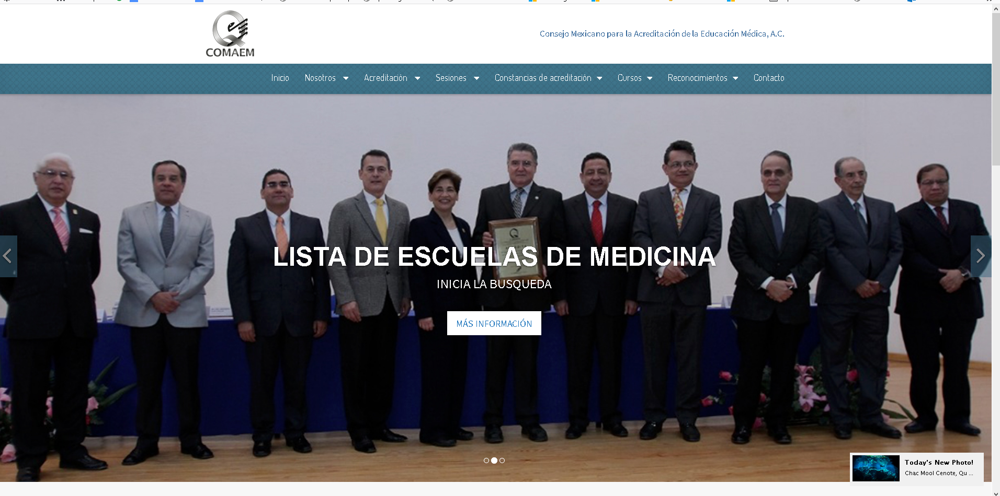 COMAEM
Consejo Mexicano para la Acreditación de la Educación Médica, A.C.
Inicio Nosotros Acreditación Sesiones Constancias de acreditación Cursos Reconocimientos Contacto
LISTA DE ESCUELAS DE MEDICINA
INICIA LA BUSQUEDA
MÁS INFORMACIÓN
Today's New Photo!
Chac Mool Cenote, Qu ...